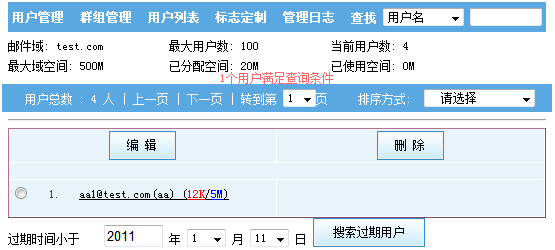 用户管理 群组管理 用户列表 标志定制 管理日志 查找 用户名
邮件域: test.com 最大用户数: 100 当前用户数: 4
最大域空间: 500M 已分配空间: 20M 已使用空间: 0M
1个用户满足查询条件
用户总数 : 4 人 | 上一页 | 下一页 | 转到第 1 页 排序方式: 请选择
编 辑 删 除
1. aa1@test.com(aa) (12K/5M)
过期时间小于 2011 年 1 月 11 日 搜索过期用户